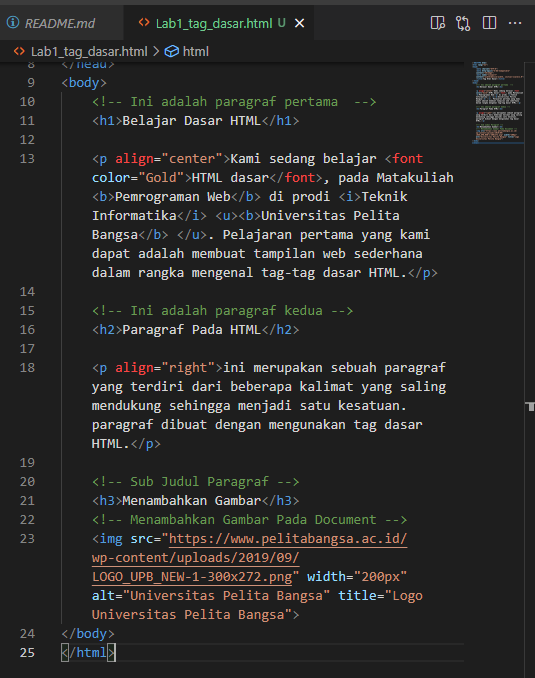 README.md
<> Lab1_tag_dasar.html U ×
<> Lab1_tag_dasar.html > html
8 </head>
9 <body>
10 <!-- Ini adalah paragraf pertama  -->
11 <h1>Belajar Dasar HTML</h1>
12
13 <p align="center">Kami sedang belajar <font
color="Gold">HTML dasar</font>, pada Matakuliah
<b>Pemrograman Web</b> di prodi <i>Teknik
Informatika</i> <u><b>Universitas Pelita
Bangsa</b> </u>. Pelajaran pertama yang kami
dapat adalah membuat tampilan web sederhana
dalam rangka mengenal tag-tag dasar HTML.</p>
14
15 <!-- Ini adalah paragraf kedua -->
16 <h2>Paragraf Pada HTML</h2>
17
18 <p align="right">ini merupakan sebuah paragraf
yang terdiri dari beberapa kalimat yang saling
mendukung sehingga menjadi satu kesatuan.
paragraf dibuat dengan mengunakan tag dasar
HTML.</p>
19
20 <!-- Sub Judul Paragraf -->
21 <h3>Menambahkan Gambar</h3>
22 <!-- Menambahkan Gambar Pada Document -->
23 <img src="https://www.pelitabangsa.ac.id/
wp-content/uploads/2019/09/
LOGO_UPB_NEW-1-300x272.png" width="200px"
alt="Universitas Pelita Bangsa" title="Logo
Universitas Pelita Bangsa">
24 </body>
25 </html>